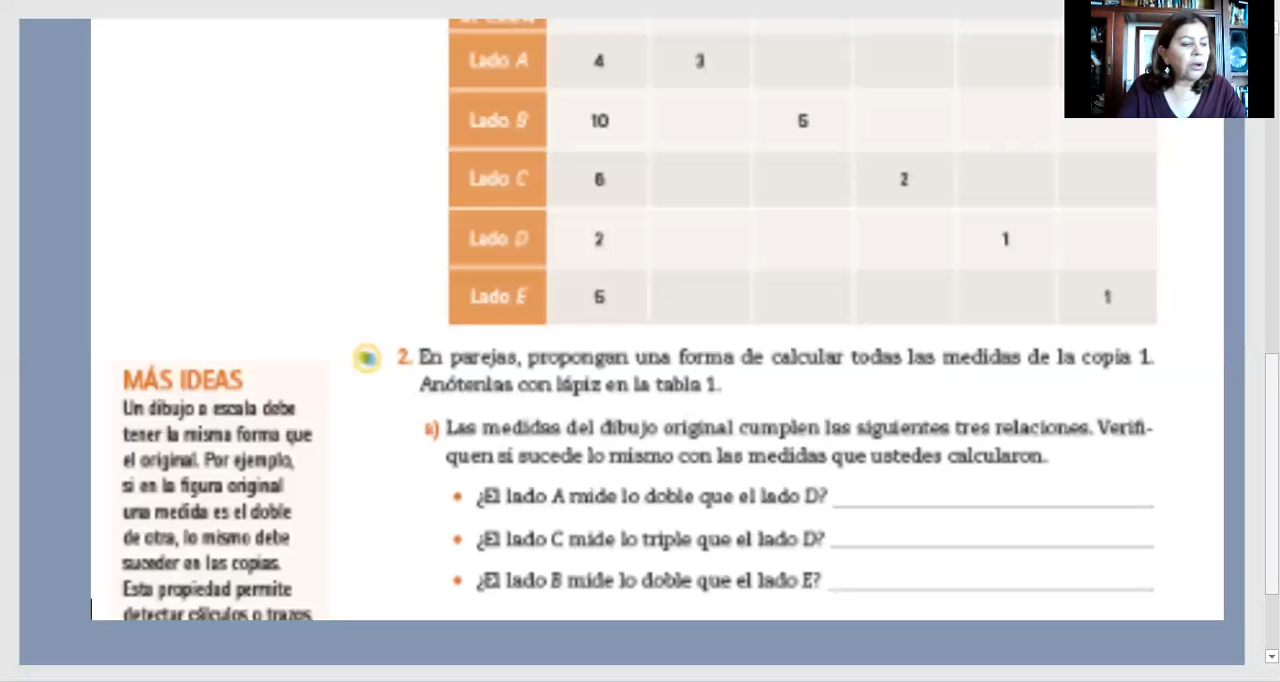 Lado A 4 3
Lado B 10 5
Lado C 6 2
Lado D 2 1
Lado E 5 1
2. En parejas, propongan una forma de calcular todas las medidas de la copia 1.
Anótenlas con lápiz en la tabla 1.
a) Las medidas del dibujo original cumplen las siguientes tres relaciones. Verifi-
quen si sucede lo mismo con las medidas que ustedes calcularon.
• ¿El lado A mide lo doble que el lado D?
• ¿El lado C mide lo triple que el lado D?
• ¿El lado B mide lo doble que el lado E?
MÁS IDEAS
Un dibujo a escala debe
tener la misma forma que
el original. Por ejemplo,
si en la figura original
una medida es el doble
de otra, lo mismo debe
suceder en las copias.
Esta propiedad permite
detectar cálculos o trazos